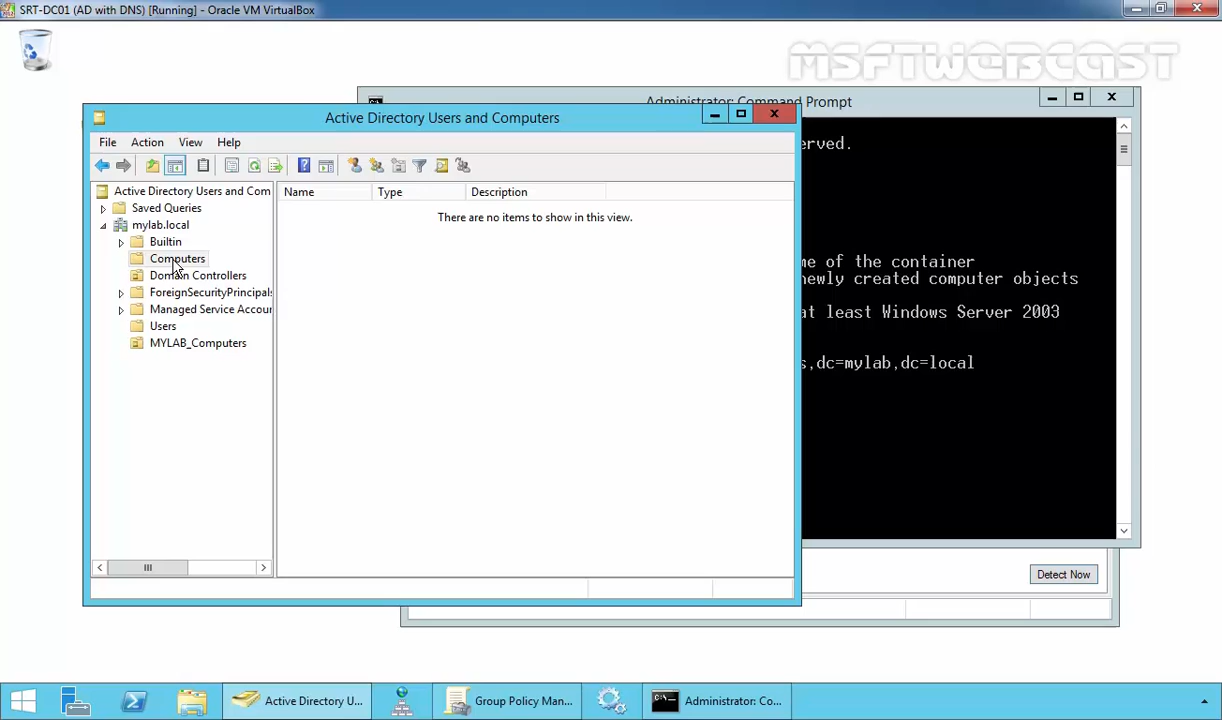 SRT-DC01 (AD with DNS) [Running] - Oracle VM VirtualBox
MSFTWEBCAST
Administrator: Command Prompt
Active Directory Users and Computers
File Action View Help
erved.
Active Directory Users and Com
Name Type Description
Saved Queries
There are no items to show in this view.
mylab.local
Builtin
Computers
me of the container
Domain Controllers
newly created computer objects
ForeignSecurityPrincipals
Managed Service Accour
at least Windows Server 2003
Users
MYLAB_Computers
s,dc=mylab,dc=local
Detect Now
Active Directory U...
Group Policy Man...
Administrator: Co...